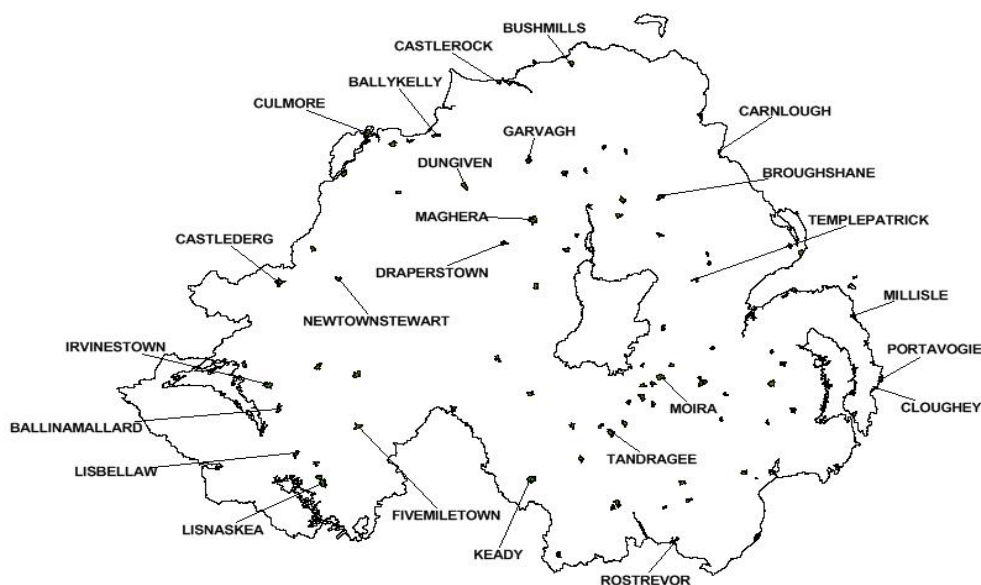 BUSHMILLS
CASTLEROCK
BALLYKELLY
CULMORE
CARNLOUGH
GARVAGH
DUNGIVEN
BROUGHSHANE
MAGHERA
TEMPLEPATRICK
CASTLEDERG
DRAPERSTOWN
MILLISLE
NEWTOWNSTEWART
IRVINESTOWN
PORTAVOGIE
MOIRA
CLOUGHEY
BALLINAMALLARD
TANDRAGEE
LISBELLAW
FIVEMILETOWN
LISNASKEA
KEADY
ROSTREVOR